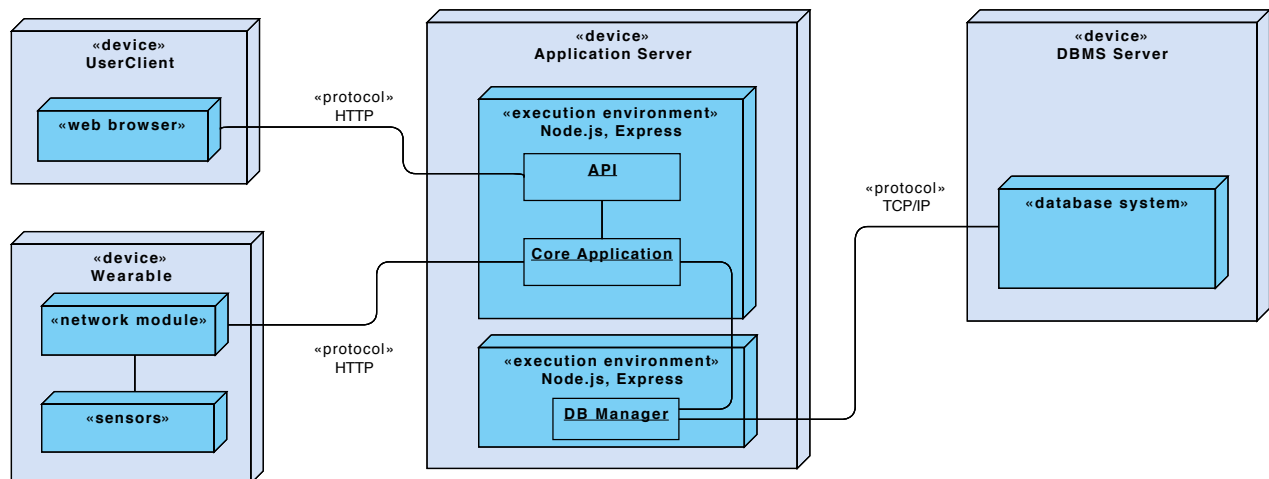 «device»
UserClient
«web browser»
«protocol»
HTTP
«device»
Wearable
«network module»
«sensors»
«protocol»
HTTP
«device»
Application Server
«execution environment»
Node.js, Express
API
Core Application
«execution environment»
Node.js, Express
DB Manager
«protocol»
TCP/IP
«device»
DBMS Server
«database system»